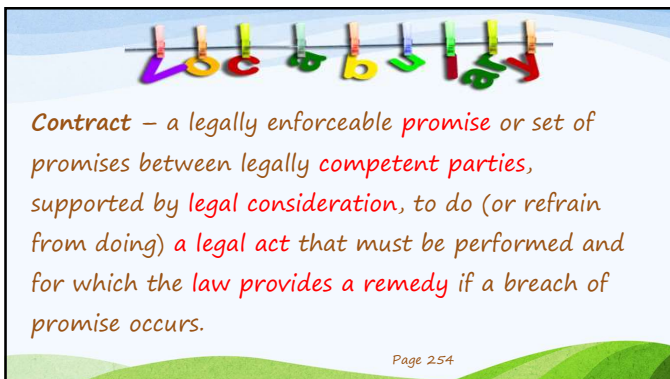 Vocabulary
Contract – a legally enforceable promise or set of
promises between legally competent parties,
supported by legal consideration, to do (or refrain
from doing) a legal act that must be performed and
for which the law provides a remedy if a breach of
promise occurs.
Page 254